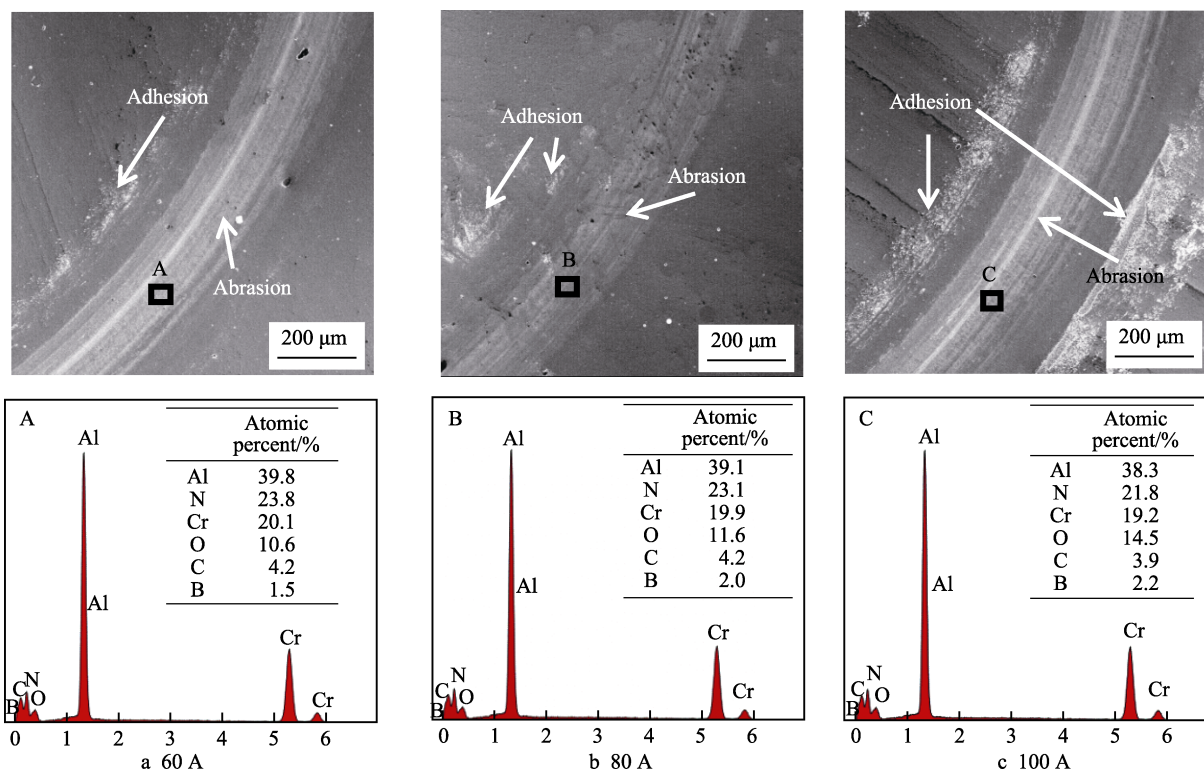 Adhesion
Abrasion
A
200 μm
Adhesion
Abrasion
B
200 μm
Adhesion
Abrasion
C
200 μm
A
Atomic
percent/%
Al 39.8
N 23.8
Cr 20.1
O 10.6
C 4.2
B 1.5
Al
Al
Cr
Cr
N
C
O
B
0 1 2 3 4 5 6
a 60 A
B
Atomic
percent/%
Al 39.1
N 23.1
Cr 19.9
O 11.6
C 4.2
B 2.0
Al
Al
Cr
Cr
N
C
O
B
0 1 2 3 4 5 6
b 80 A
C
Atomic
percent/%
Al 38.3
N 21.8
Cr 19.2
O 14.5
C 3.9
B 2.2
Al
Al
Cr
Cr
N
C
O
B
0 1 2 3 4 5 6
c 100 A